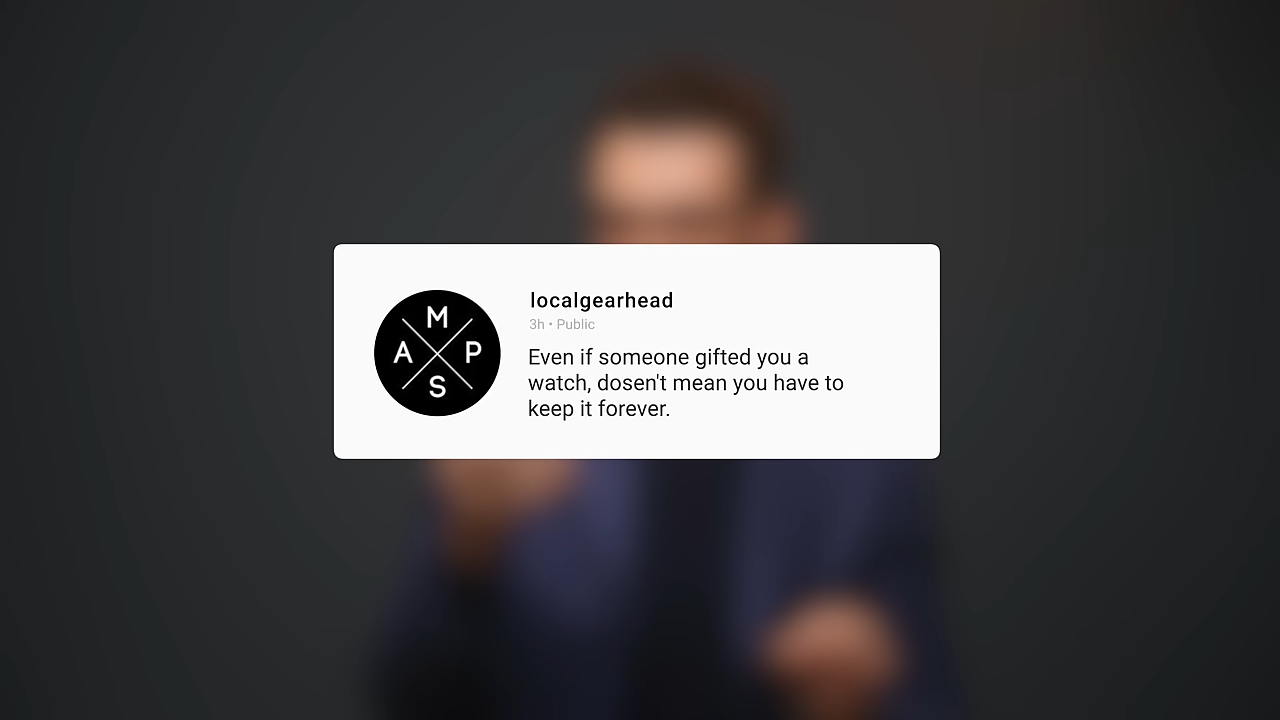 M
A P
S
localgearhead
3h • Public
Even if someone gifted you a
watch, dosen't mean you have to
keep it forever.